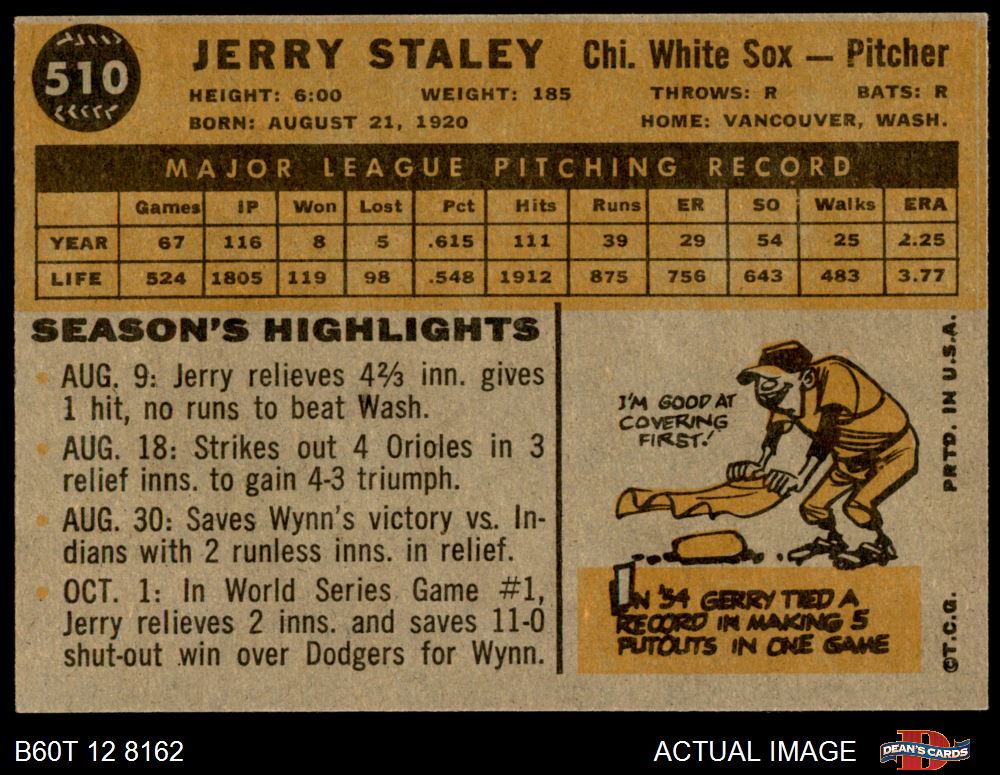 510
JERRY STALEY Chi. White Sox — Pitcher
HEIGHT: 6:00 WEIGHT: 185 THROWS: R BATS: R
BORN: AUGUST 21, 1920 HOME: VANCOUVER, WASH.
MAJOR LEAGUE PITCHING RECORD
Games IP Won Lost Pct Hits Runs ER SO Walks ERA
YEAR 67 116 8 5 .615 111 39 29 54 25 2.25
LIFE 524 1805 119 98 .548 1912 875 756 643 483 3.77
SEASON'S HIGHLIGHTS
• AUG. 9: Jerry relieves 4⅔ inn. gives
1 hit, no runs to beat Wash.
• AUG. 18: Strikes out 4 Orioles in 3
relief inns. to gain 4-3 triumph.
• AUG. 30: Saves Wynn's victory vs. In-
dians with 2 runless inns. in relief.
• OCT. 1: In World Series Game #1,
Jerry relieves 2 inns. and saves 11-0
shut-out win over Dodgers for Wynn.
I'M GOOD AT
COVERING
FIRST!
IN '54 GERRY TIED A
RECORD IN MAKING 5
PUTOUTS IN ONE GAME
©T.C.G. PRTD. IN U.S.A.
B60T 12 8162 ACTUAL IMAGE DEAN'S CARDS